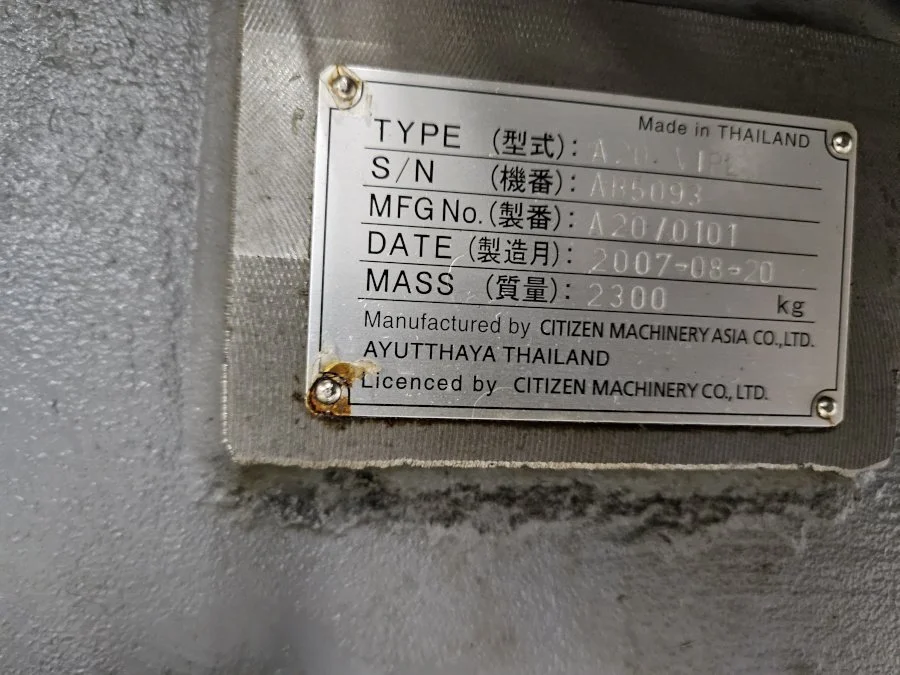 Made in THAILAND
TYPE (型式): A20-
S/N (機番): AR5093
MFG No. (製番): A20/0101
DATE (製造月): 2007-08-20
MASS (質量): 2300 kg
Manufactured by CITIZEN MACHINERY ASIA CO.,LTD.
AYUTTHAYA THAILAND
Licenced by CITIZEN MACHINERY CO., LTD.